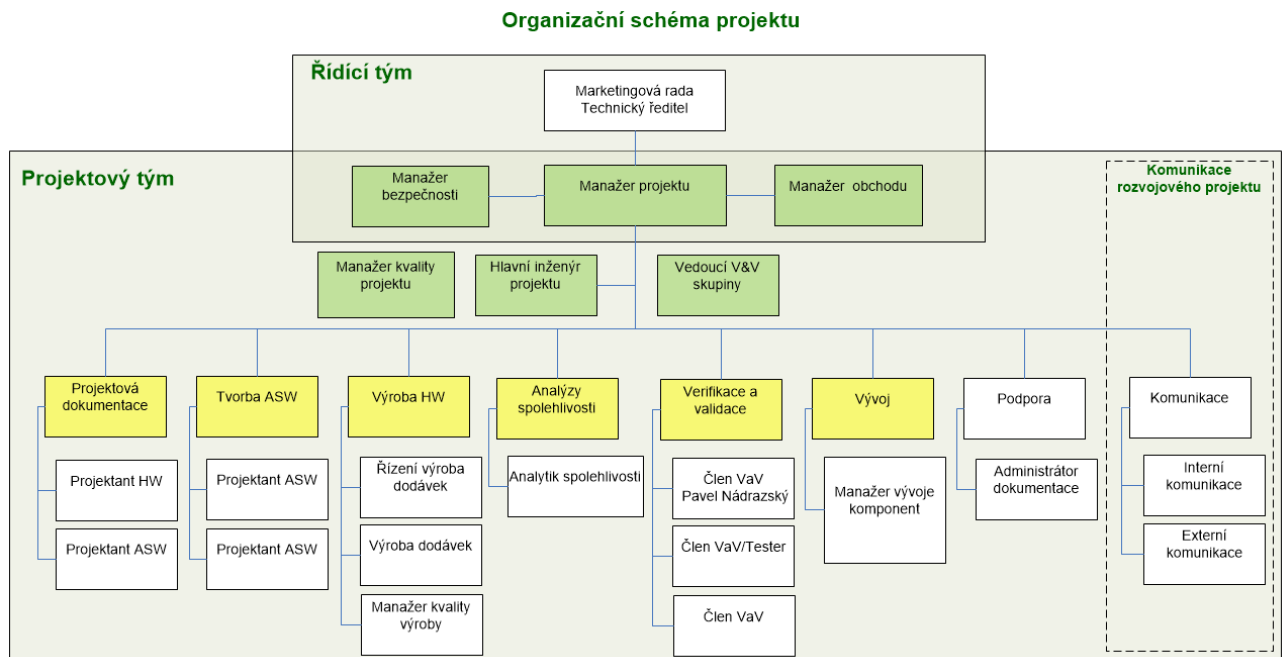 Organizační schéma projektu
Řídící tým
Marketingová rada
Technický ředitel
Projektový tým
Manažer
bezpečnosti
Manažer projektu
Manažer obchodu
Komunikace
rozvojového projektu
Manažer kvality
projektu
Hlavní inženýr
projektu
Vedoucí V&V
skupiny
Projektová
dokumentace
Tvorba ASW
Výroba HW
Analýzy
spolehlivosti
Verifikace a
validace
Vývoj
Podpora
Komunikace
Projektant HW
Projektant ASW
Projektant ASW
Projektant ASW
Řízení výroba
dodávek
Výroba dodávek
Manažer kvality
výroby
Analytik spolehlivosti
Člen VaV
Pavel Nádrazský
Člen VaV/Tester
Člen VaV
Manažer vývoje
komponent
Administrátor
dokumentace
Interní
komunikace
Externí
komunikace